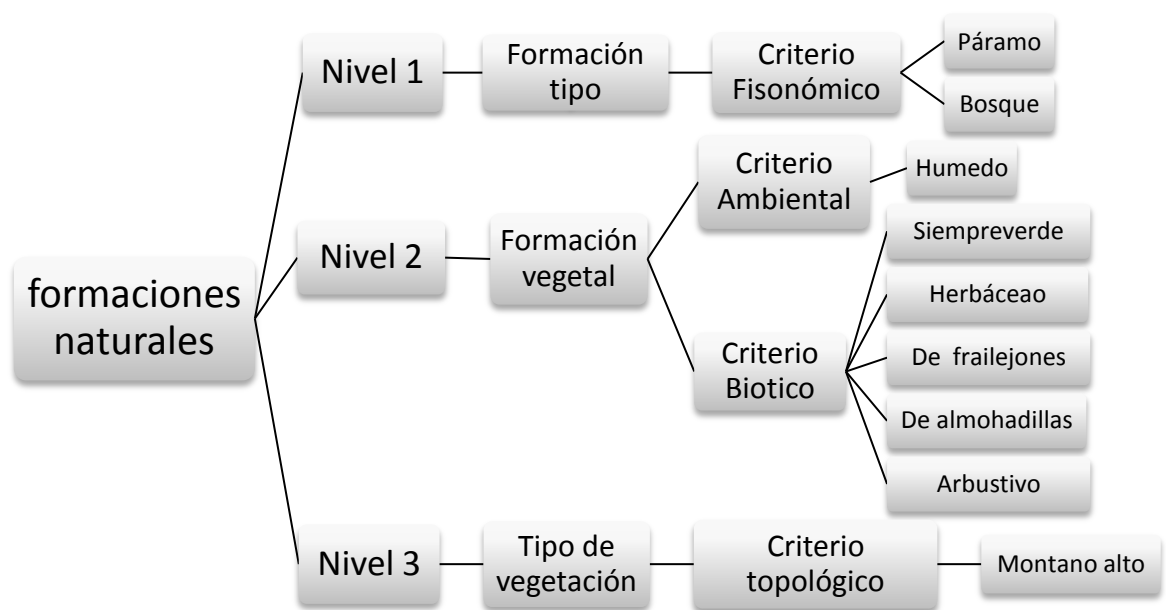 formaciones
naturales
Nivel 1
Formación
tipo
Criterio
Fisonómico
Páramo
Bosque
Nivel 2
Formación
vegetal
Criterio
Ambiental
Humedo
Criterio
Biotico
Siempreverde
Herbáceao
De frailejones
De almohadillas
Arbustivo
Nivel 3
Tipo de
vegetación
Criterio
topológico
Montano alto